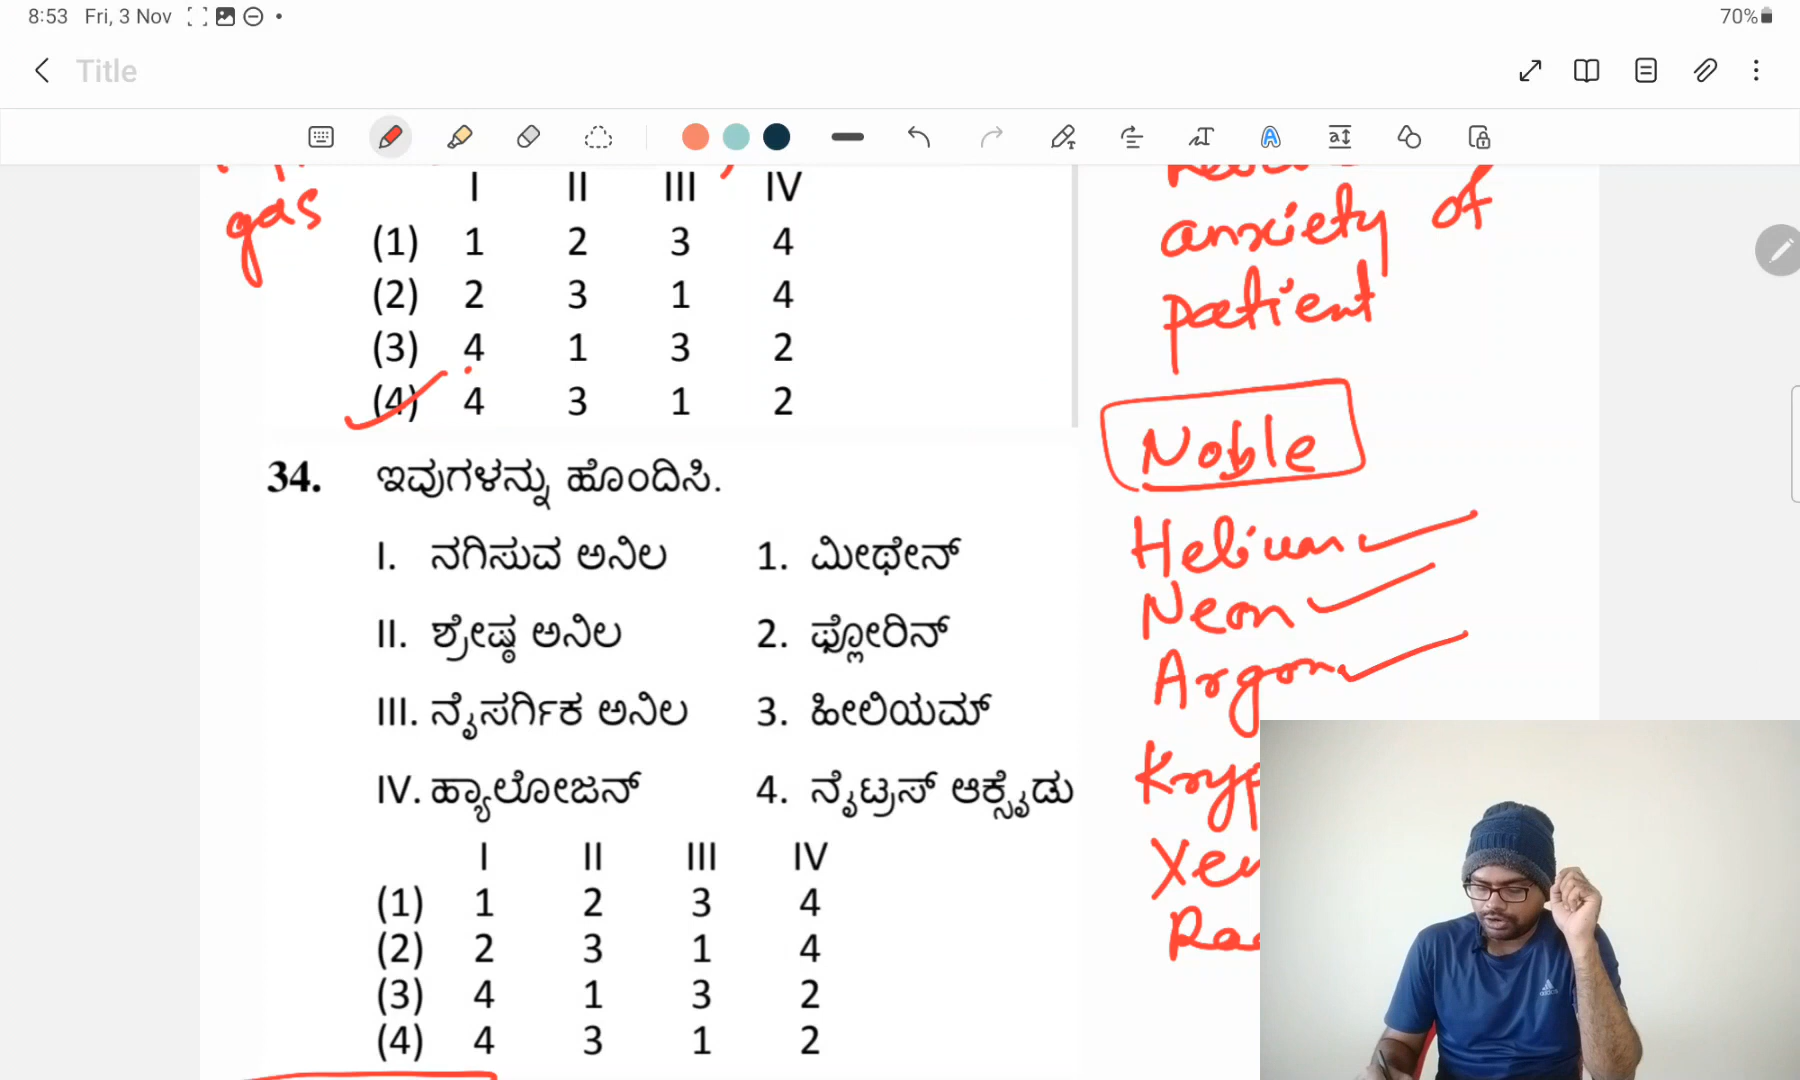 8:53 Fri, 3 Nov
70%
Title
gas
I II III IV
(1) 1 2 3 4
(2) 2 3 1 4
(3) 4 1 3 2
(4) 4 3 1 2
34. ಇವುಗಳನ್ನು ಹೊಂದಿಸಿ.
I. ನಗಿಸುವ ಅನಿಲ 1. ಮೀಥೇನ್
II. ಶ್ರೇಷ್ಠ ಅನಿಲ 2. ಫ್ಲೋರಿನ್
III. ನೈಸರ್ಗಿಕ ಅನಿಲ 3. ಹೀಲಿಯಮ್
IV. ಹ್ಯಾಲೋಜನ್ 4. ನೈಟ್ರಸ್ ಆಕ್ಸೈಡು
I II III IV
(1) 1 2 3 4
(2) 2 3 1 4
(3) 4 1 3 2
(4) 4 3 1 2
anxiety of
patient
Noble
Helium
Neon
Argon
Kryp
Xen
Ra
adidas